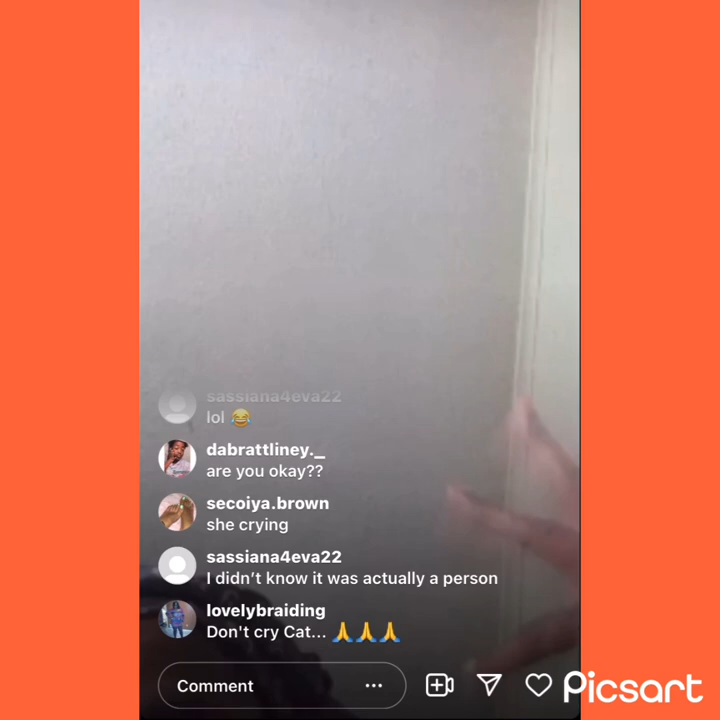 sassiana4eva22
lol 😂
dabrattliney._
are you okay??
secoiya.brown
she crying
sassiana4eva22
I didn't know it was actually a person
lovelybraiding
Don't cry Cat... 🙏🙏🙏
Comment
Picsart